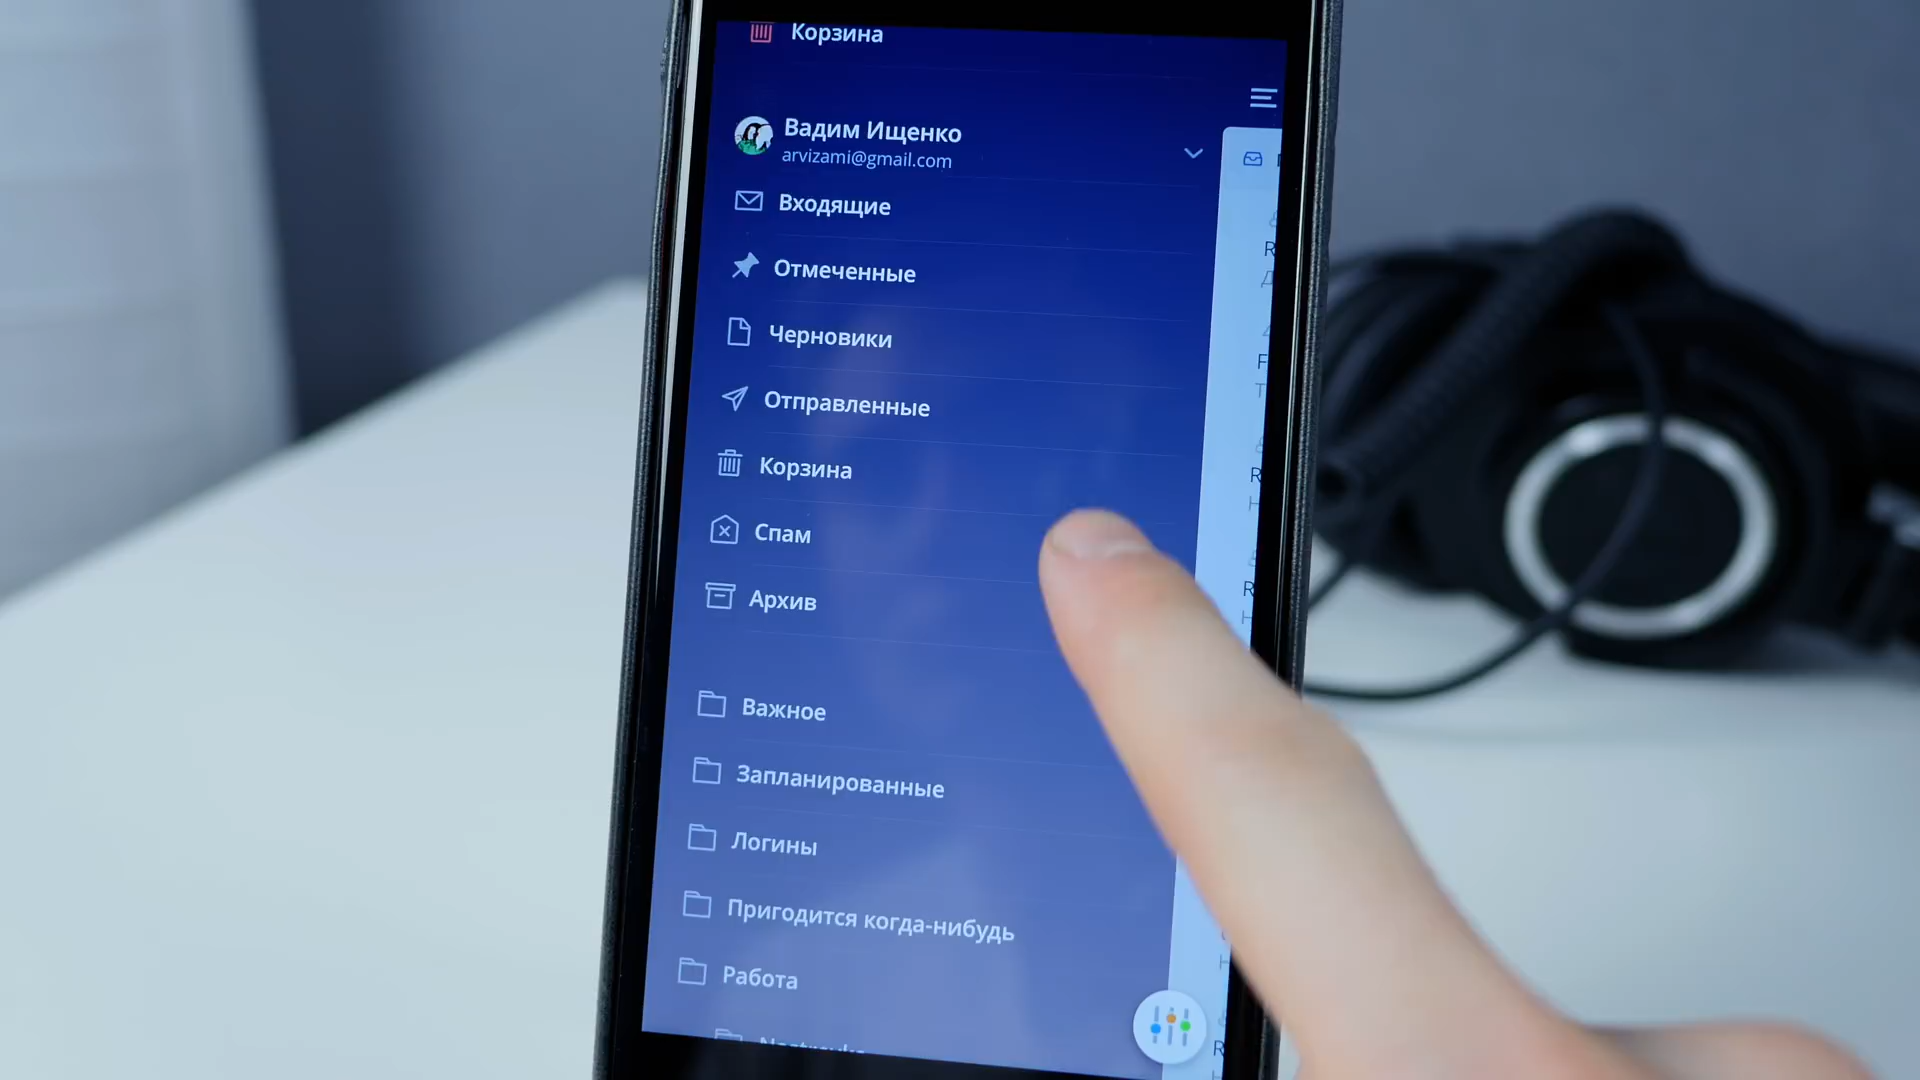 Корзина
Вадим Ищенко
arvizami@gmail.com
Входящие
Отмеченные
Черновики
Отправленные
Корзина
Спам
Архив
Важное
Запланированные
Логины
Пригодится когда-нибудь
Работа